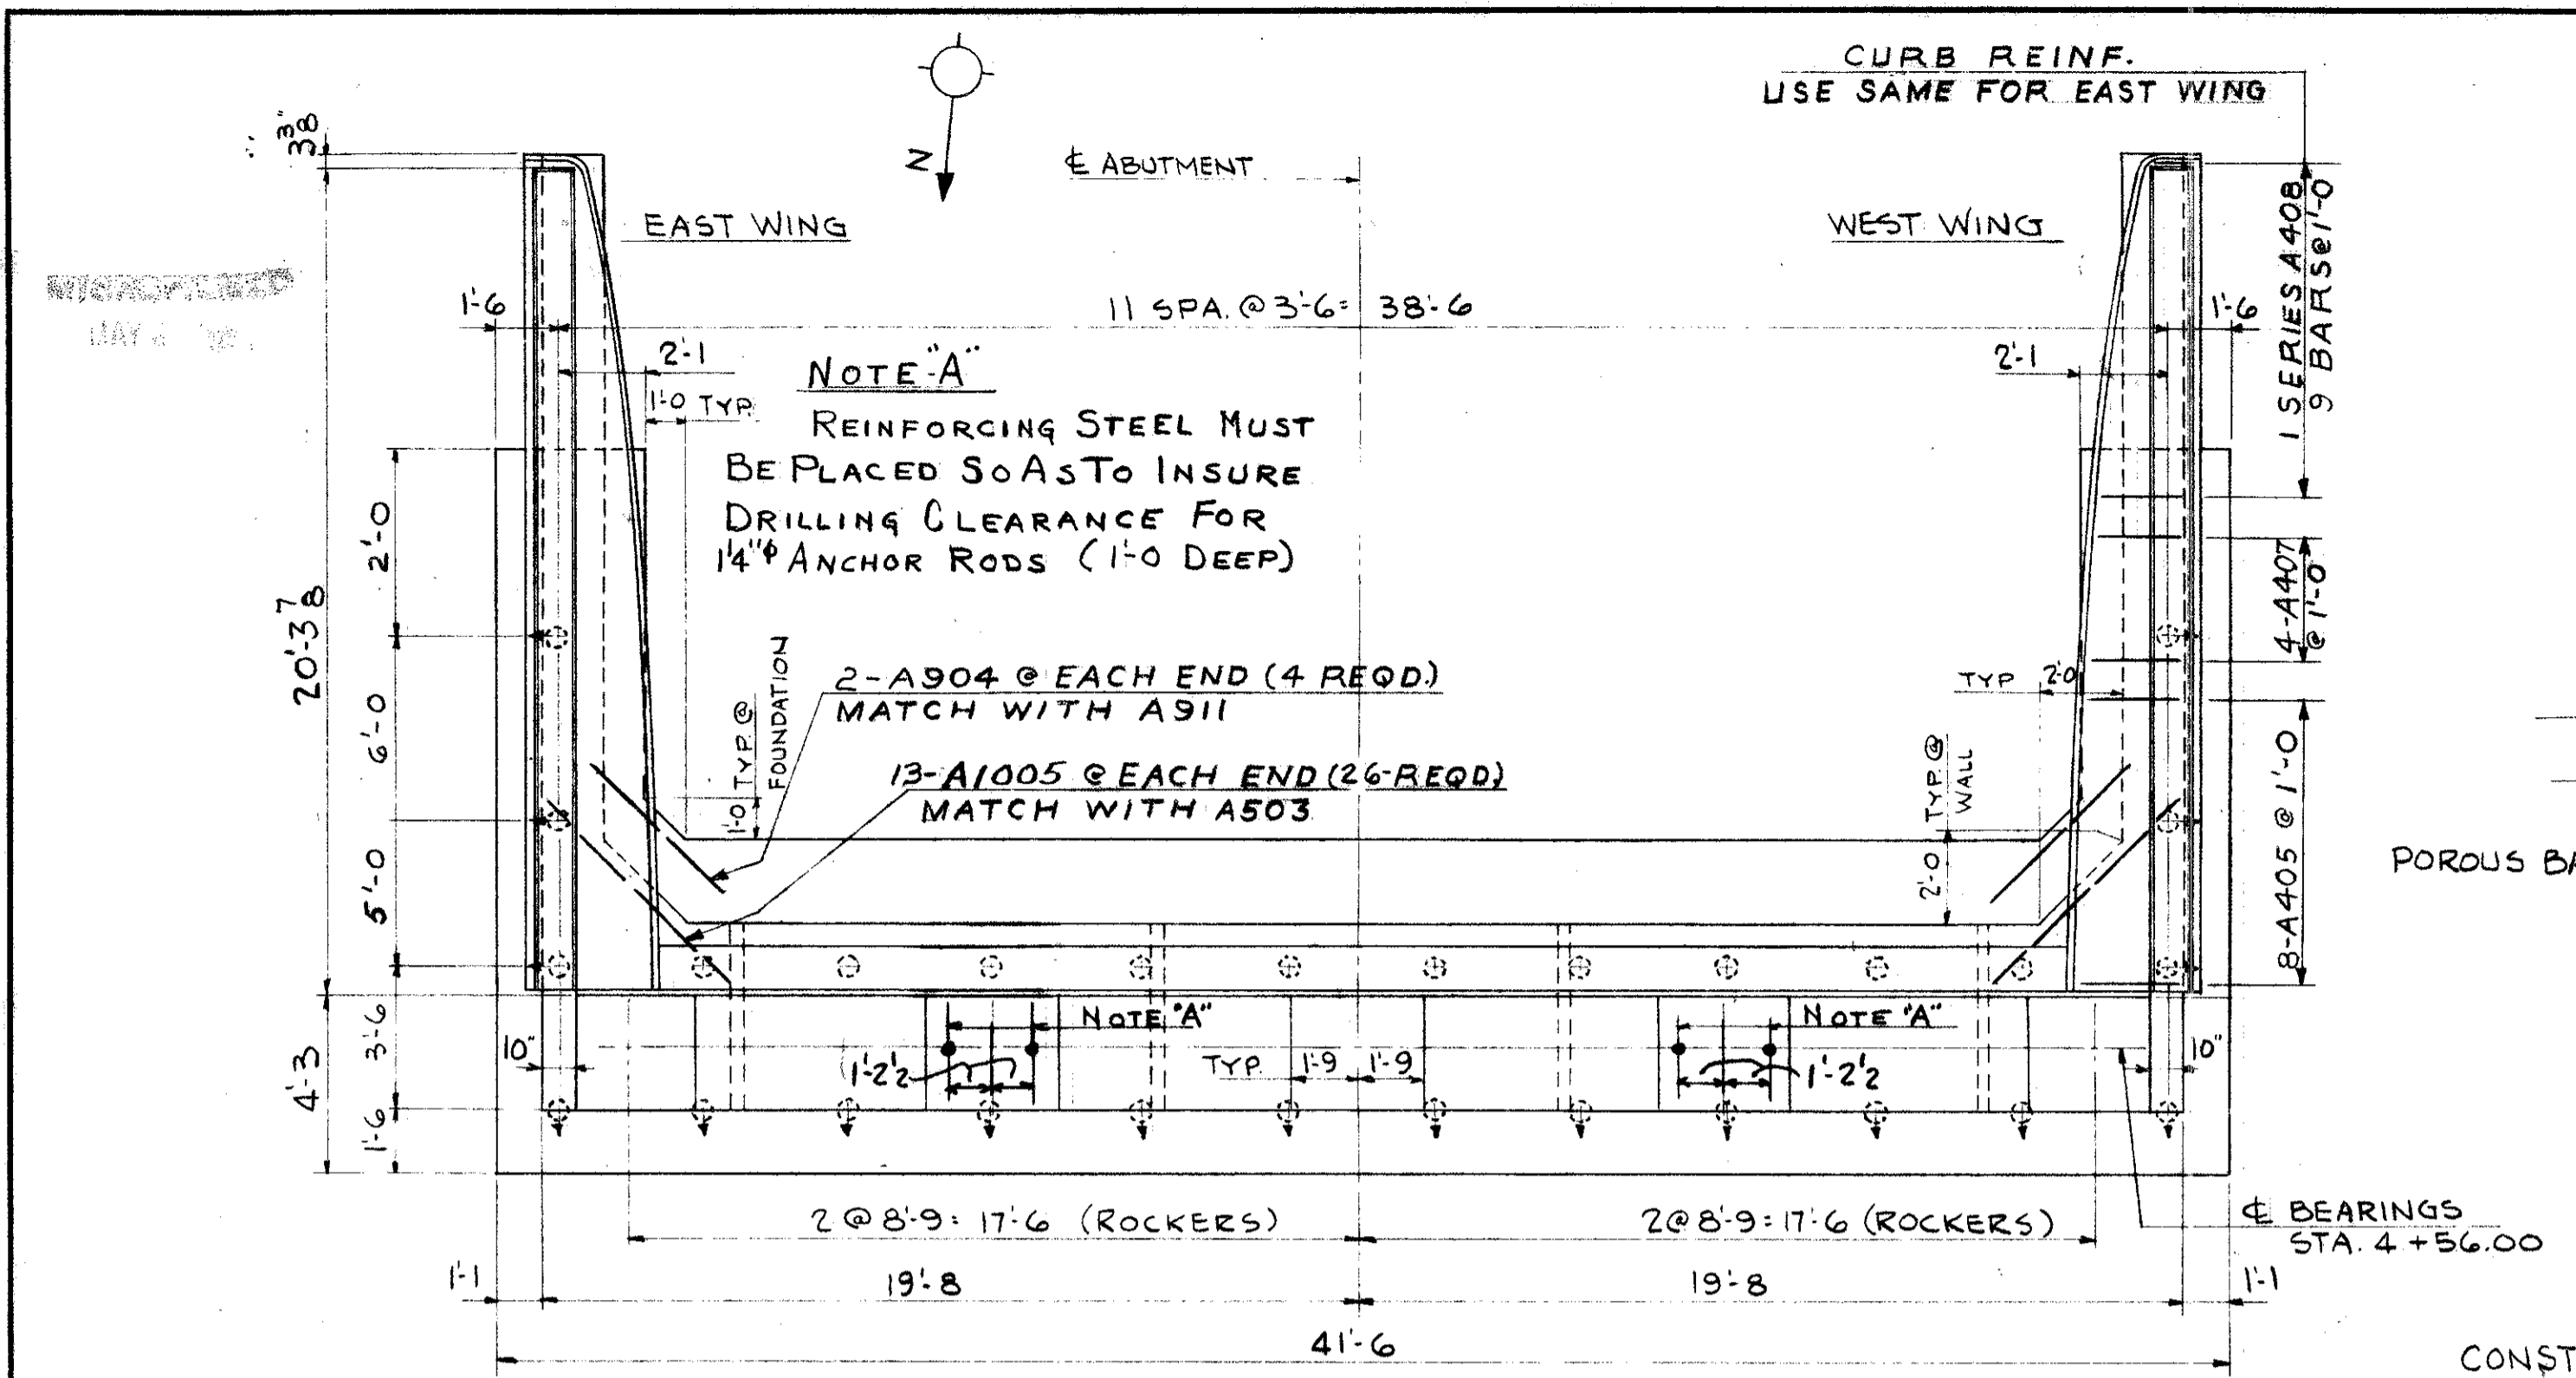 CURB REINF.
USE SAME FOR EAST WING
3 3/8"
N
℄ ABUTMENT
EAST WING
WEST WING
1 SERIES A408
9 BARS @ 1'-0
1'-6
11 SPA. @ 3'-6 = 38'-6
1'-6
2'-1
2'-1
NOTE "A"
1'-0 TYP.
REINFORCING STEEL MUST
BE PLACED SO AS TO INSURE
DRILLING CLEARANCE FOR
1 1/4"φ ANCHOR RODS (1'-0 DEEP)
2'-0
20'-3 7/8
4-A407
@ 1'-0
2-A904 @ EACH END (4 REQD.)
MATCH WITH A911
TYP 2'-0
6'-0
1'-0 TYP. @
FOUNDATION
13-A1005 @ EACH END (26-REQD)
MATCH WITH A503
2'-0 TYP. @
WALL
8-A405 @ 1'-0
5'-0
POROUS BA
NOTE "A"
NOTE "A"
3'-6
4'-3
10"
1'-2 1/2
TYP. 1'-9 1'-9
1'-2 1/2
10"
1'-6
2 @ 8'-9 = 17'-6 (ROCKERS)
2 @ 8'-9 = 17'-6 (ROCKERS)
℄ BEARINGS
STA. 4+56.00
1'-1
19'-8
19'-8
1'-1
41'-6
CONST